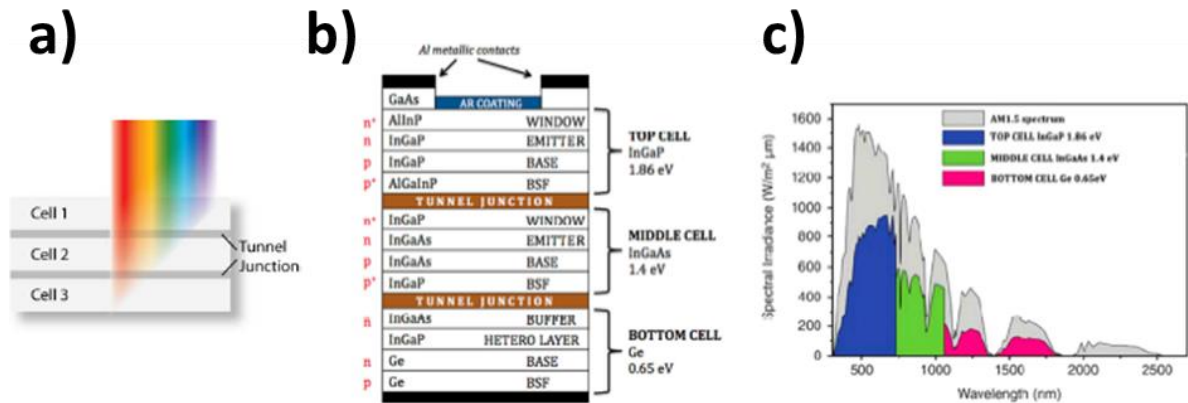 a)
Cell 1
Cell 2
Cell 3
Tunnel
Junction
b)
Al metallic contacts
GaAs
AR COATING
n⁺ AlInP WINDOW
n InGaP EMITTER
p InGaP BASE
p⁺ AlGaInP BSF
TOP CELL
InGaP
1.86 eV
TUNNEL JUNCTION
n⁺ InGaP WINDOW
n InGaAs EMITTER
p InGaAs BASE
p⁺ InGaP BSF
MIDDLE CELL
InGaAs
1.4 eV
TUNNEL JUNCTION
n InGaAs BUFFER
InGaP HETERO LAYER
n Ge BASE
p Ge BSF
BOTTOM CELL
Ge
0.65 eV
c)
AM1.5 spectrum
TOP CELL InGaP 1.86 eV
MIDDLE CELL InGaAs 1.4 eV
BOTTOM CELL Ge 0.65eV
Spectral Irradiance (W/m² µm)
1600
1400
1200
1000
800
600
400
200
0
500 1000 1500 2000 2500
Wavelength (nm)